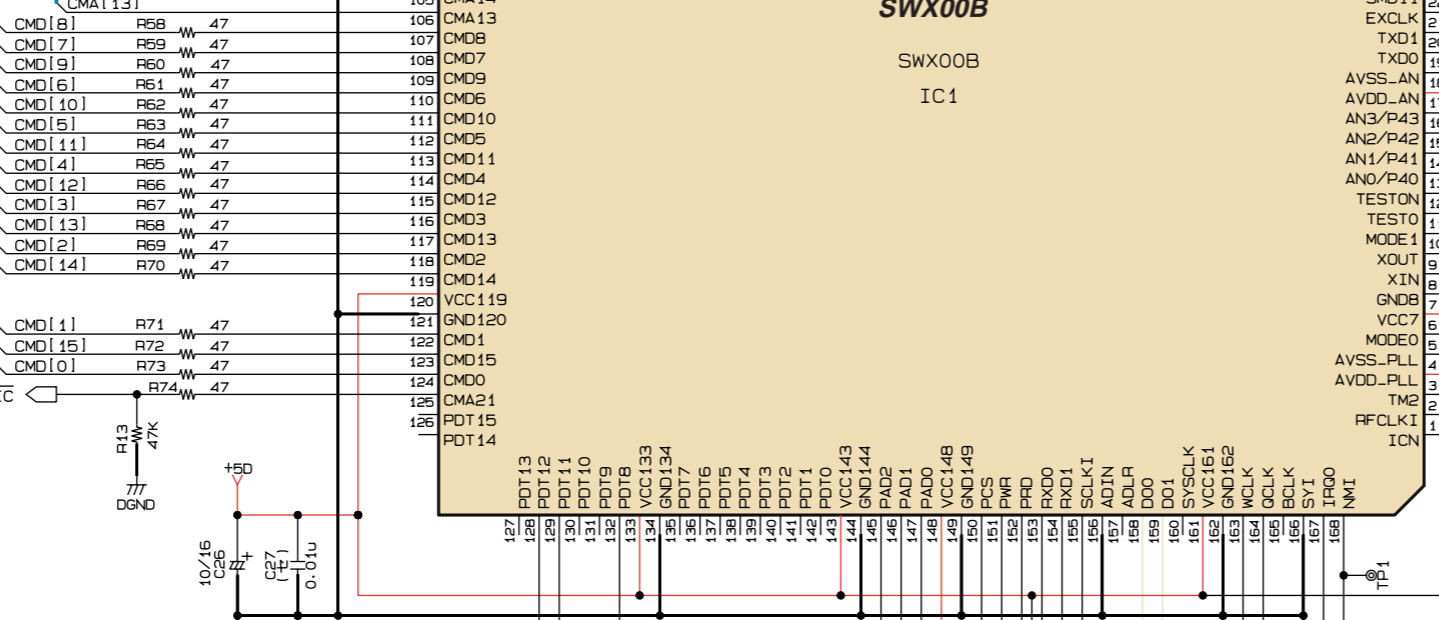 CMA[13]
SWX00B
CMA13 106
EXCLK
CMD[8] R58 47 107 CMD8
TXD1
CMD[7] R59 47 108 CMD7
SWX00B
TXD0
CMD[9] R60 47 109 CMD9
AVSS_AN
CMD[6] R61 47 110 CMD6
IC1
AVDD_AN
CMD[10] R62 47 111 CMD10
AN3/P43
CMD[5] R63 47 112 CMD5
AN2/P42
CMD[11] R64 47 113 CMD11
AN1/P41
CMD[4] R65 47 114 CMD4
AN0/P40
CMD[12] R66 47 115 CMD12
TESTON
CMD[3] R67 47 116 CMD3
TEST0
CMD[13] R68 47 117 CMD13
MODE1 10
CMD[2] R69 47 118 CMD2
XOUT 9
CMD[14] R70 47 119 CMD14
XIN 8
120 VCC119
GND8 7
121 GND120
VCC7 6
CMD[1] R71 47 122 CMD1
MODE0 5
CMD[15] R72 47 123 CMD15
AVSS_PLL 4
CMD[0] R73 47 124 CMD0
AVDD_PLL 3
IC R74 47 125 CMA21
TM2 2
126 PDT15
RFCLKI 1
PDT14
ICN
R13 47K
DGND
+5D
10/16 C26
C27 0.01u
PDT13 PDT12 PDT11 PDT10 PDT9 PDT8 VCC133 GND134 PDT7 PDT6 PDT5 PDT4 PDT3 PDT2 PDT1 PDT0 VCC143 GND144 PAD2 PAD1 PAD0 VCC148 GND149 PCS PWR PRD RXD0 RXD1 SCLKI ADIN ADLR DO0 DO1 SYSCLK VCC161 GND162 WCLK QCLK BCLK SYI IRQ0 NMI
127 128 129 130 131 132 133 134 135 136 137 138 139 140 141 142 143 144 145 146 147 148 149 150 151 152 153 154 155 156 157 158 159 160 161 162 163 164 165 166 167 168
TP1